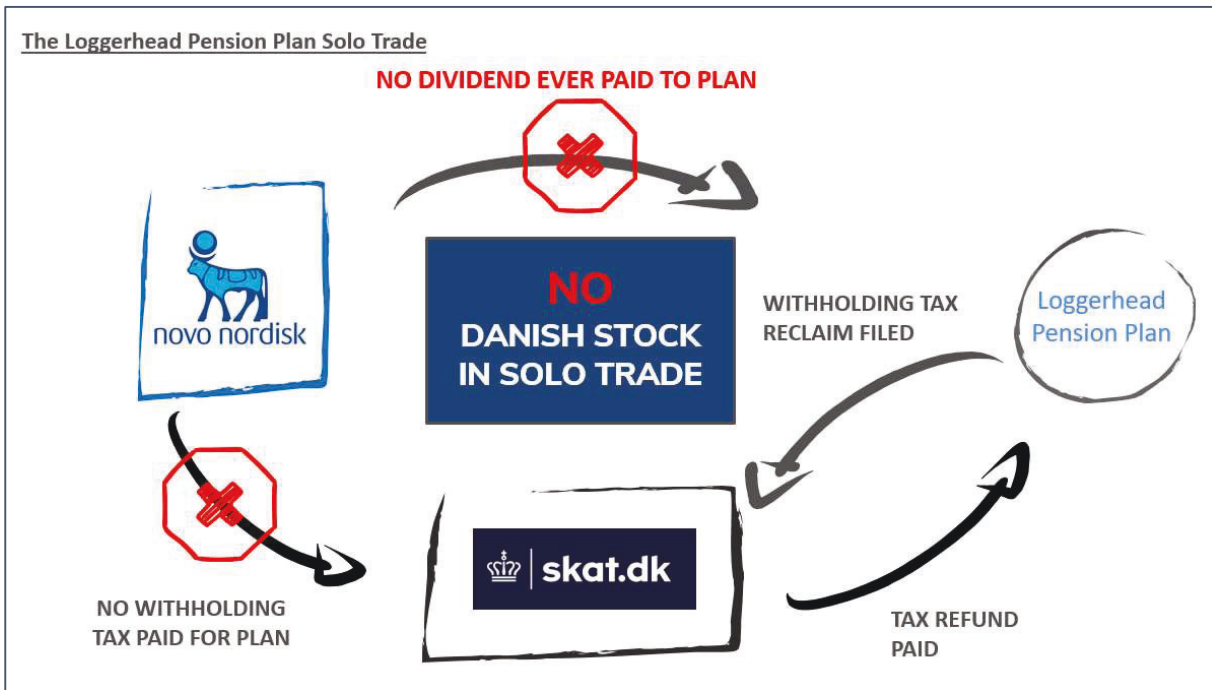 The Loggerhead Pension Plan Solo Trade
NO DIVIDEND EVER PAID TO PLAN
novo nordisk
NO
DANISH STOCK
IN SOLO TRADE
WITHHOLDING TAX
RECLAIM FILED
Loggerhead
Pension Plan
skat.dk
NO WITHHOLDING
TAX PAID FOR PLAN
TAX REFUND
PAID